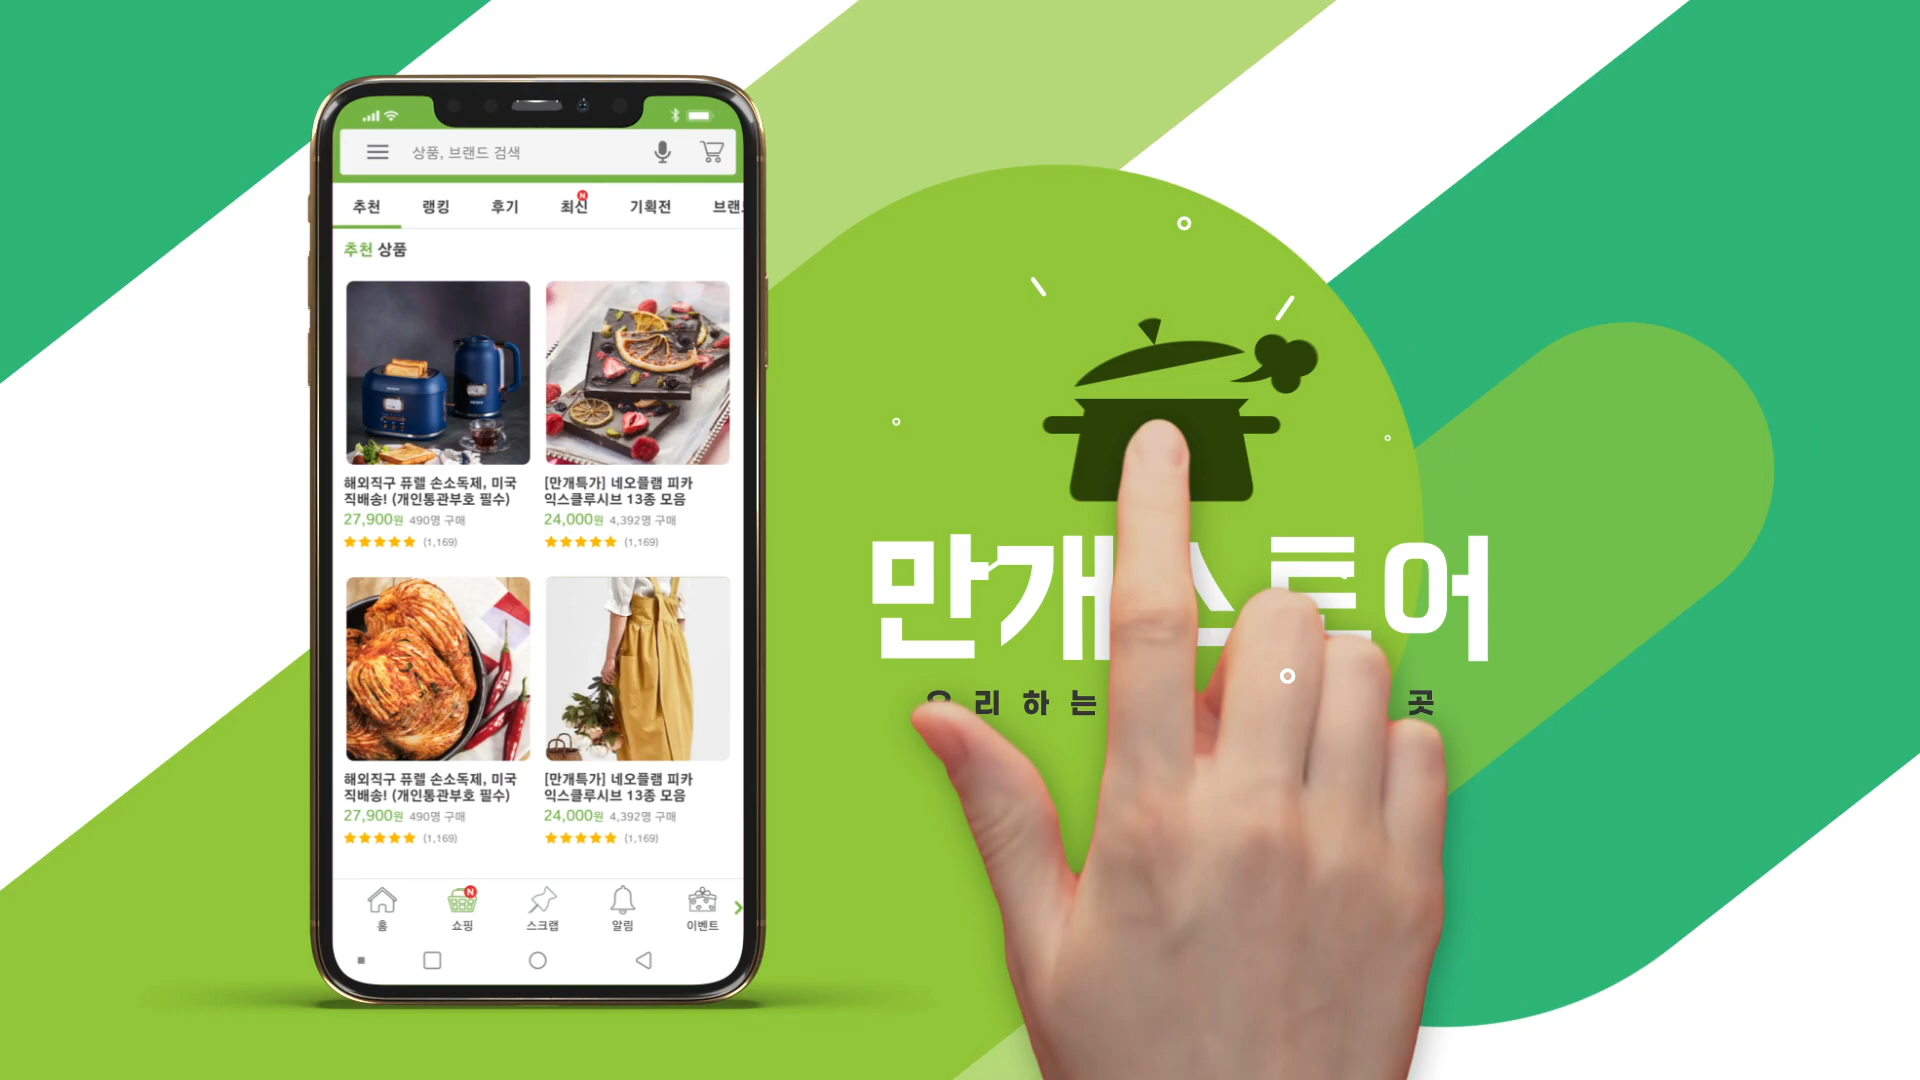 상품, 브랜드 검색
추천 랭킹 후기 최신 N 기획전 브랜드
추천 상품
해외직구 퓨렐 손소독제, 미국
직배송! (개인통관부호 필수)
27,900원 490명 구매
(1,169)
[만개특가] 네오플램 피카
익스클루시브 13종 모음
24,000원 4,392명 구매
(1,169)
해외직구 퓨렐 손소독제, 미국
직배송! (개인통관부호 필수)
27,900원 490명 구매
(1,169)
[만개특가] 네오플램 피카
익스클루시브 13종 모음
24,000원 4,392명 구매
(1,169)
N
홈 쇼핑 스크랩 알림 이벤트
만개스토어
요리하는 곳